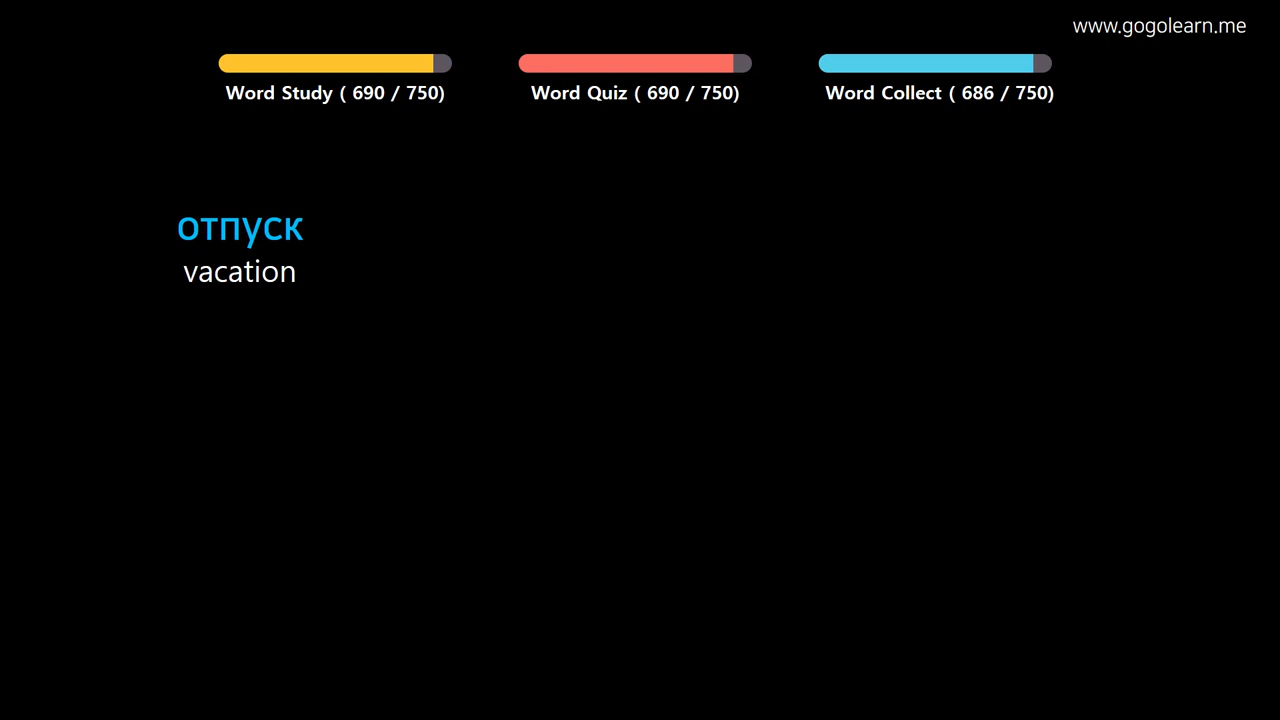 www.gogolearn.me
Word Study ( 690 / 750)
Word Quiz ( 690 / 750)
Word Collect ( 686 / 750)
отпуск
vacation